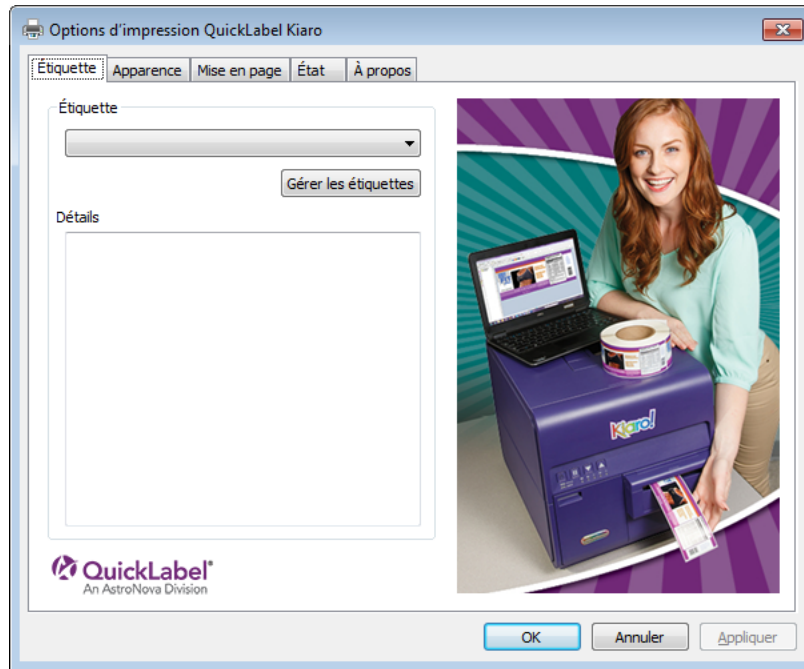 Options d'impression QuickLabel Kiaro
Étiquette Apparence Mise en page État À propos
Étiquette
Gérer les étiquettes
Détails
Kiaro!
QuickLabel®
An AstroNova Division
OK Annuler Appliquer